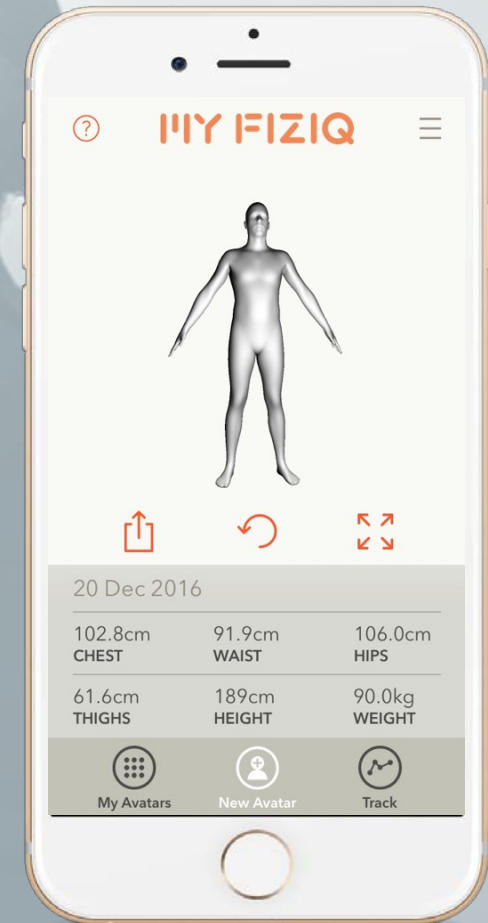 ?
MY FIZIQ
20 Dec 2016
102.8cm 91.9cm 106.0cm
CHEST WAIST HIPS
61.6cm 189cm 90.0kg
THIGHS HEIGHT WEIGHT
My Avatars New Avatar Track